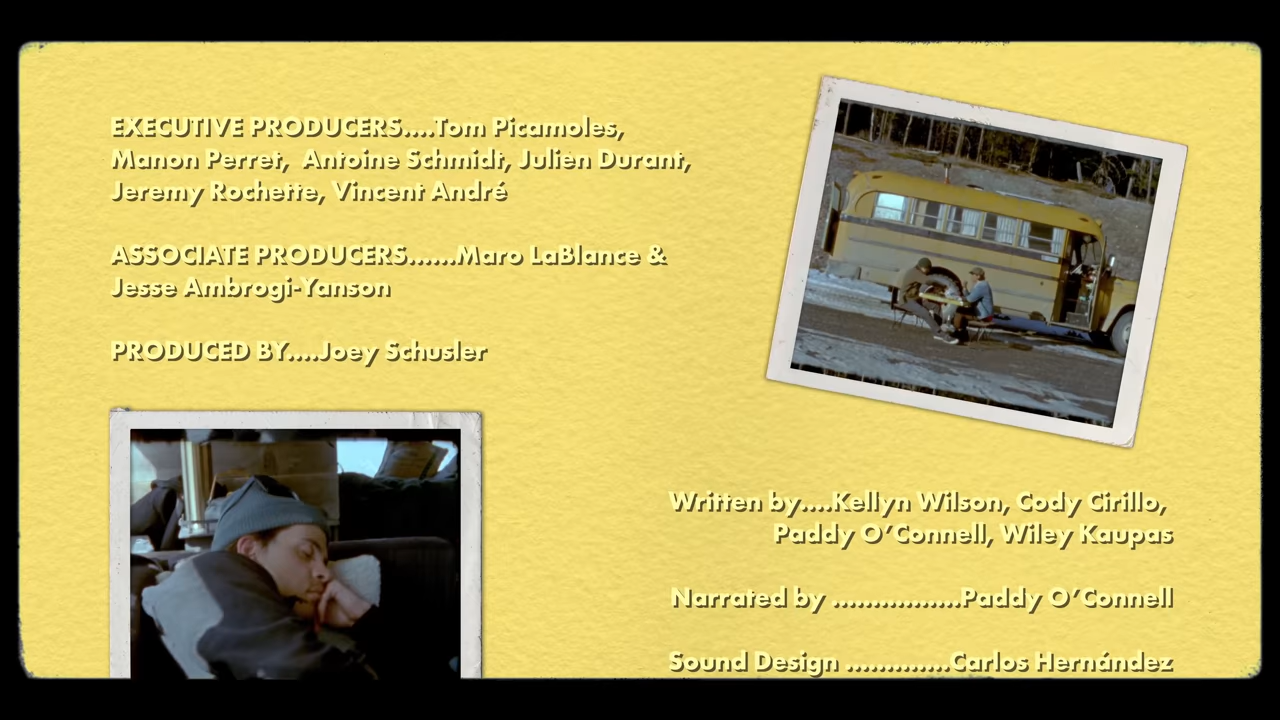 EXECUTIVE PRODUCERS....Tom Picamoles,
Manon Perret, Antoine Schmidt, Julien Durant,
Jeremy Rochette, Vincent André
ASSOCIATE PRODUCERS......Maro LaBlance &
Jesse Ambrogi-Yanson
PRODUCED BY....Joey Schusler
Written by....Kellyn Wilson, Cody Cirillo,
Paddy O’Connell, Wiley Kaupas
Narrated by ................Paddy O’Connell
Sound Design .............Carlos Hernández